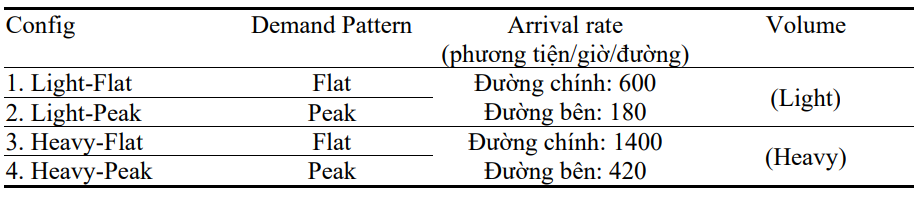 Config Demand Pattern Arrival rate Volume
(phương tiện/giờ/đường)
1. Light-Flat Flat Đường chính: 600
(Light)
2. Light-Peak Peak Đường bên: 180
3. Heavy-Flat Flat Đường chính: 1400
(Heavy)
4. Heavy-Peak Peak Đường bên: 420